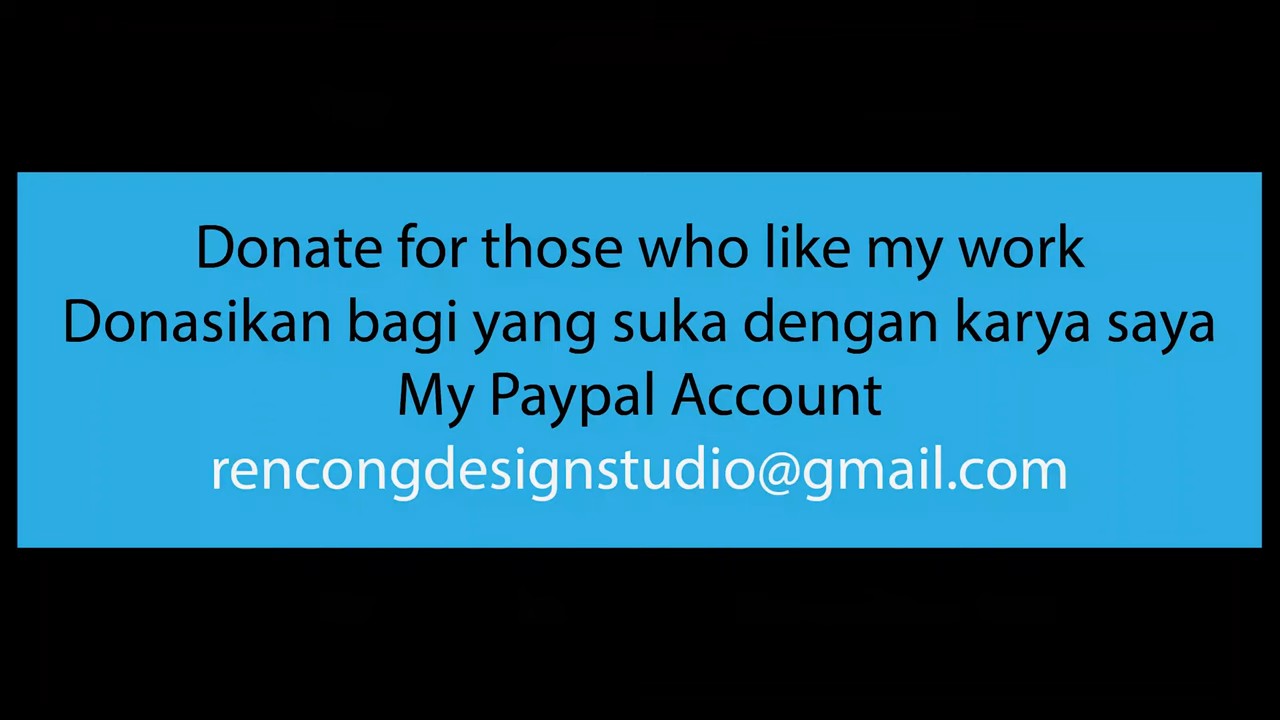 Donate for those who like my work
Donasikan bagi yang suka dengan karya saya
My Paypal Account
rencongdesignstudio@gmail.com